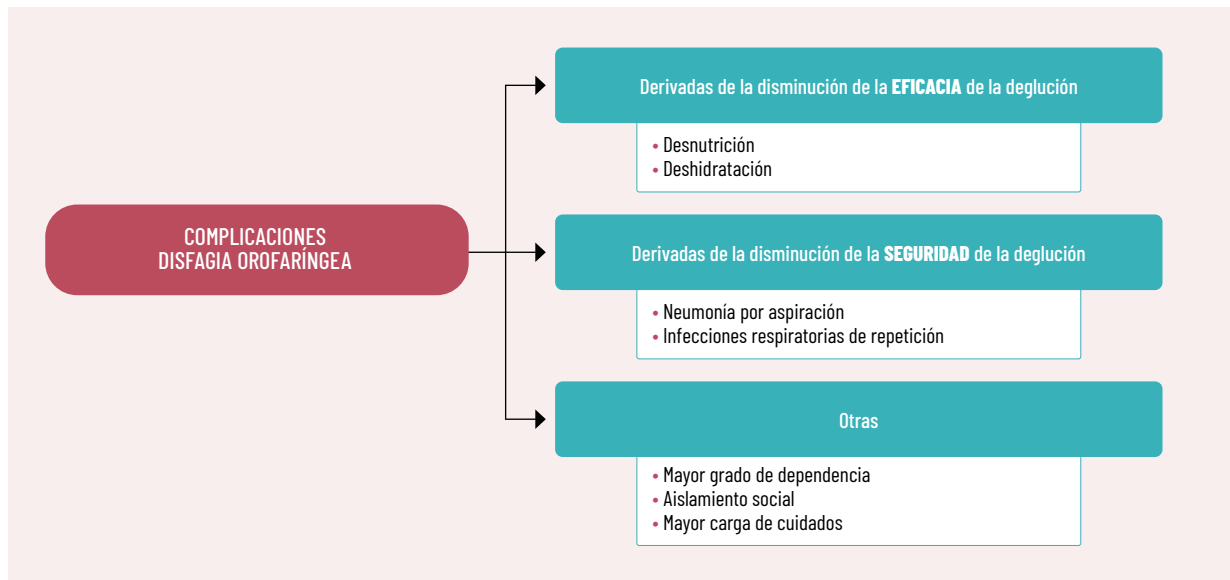 COMPLICACIONES
DISFAGIA OROFARÍNGEA
Derivadas de la disminución de la EFICACIA de la deglución
• Desnutrición
• Deshidratación
Derivadas de la disminución de la SEGURIDAD de la deglución
• Neumonía por aspiración
• Infecciones respiratorias de repetición
Otras
• Mayor grado de dependencia
• Aislamiento social
• Mayor carga de cuidados